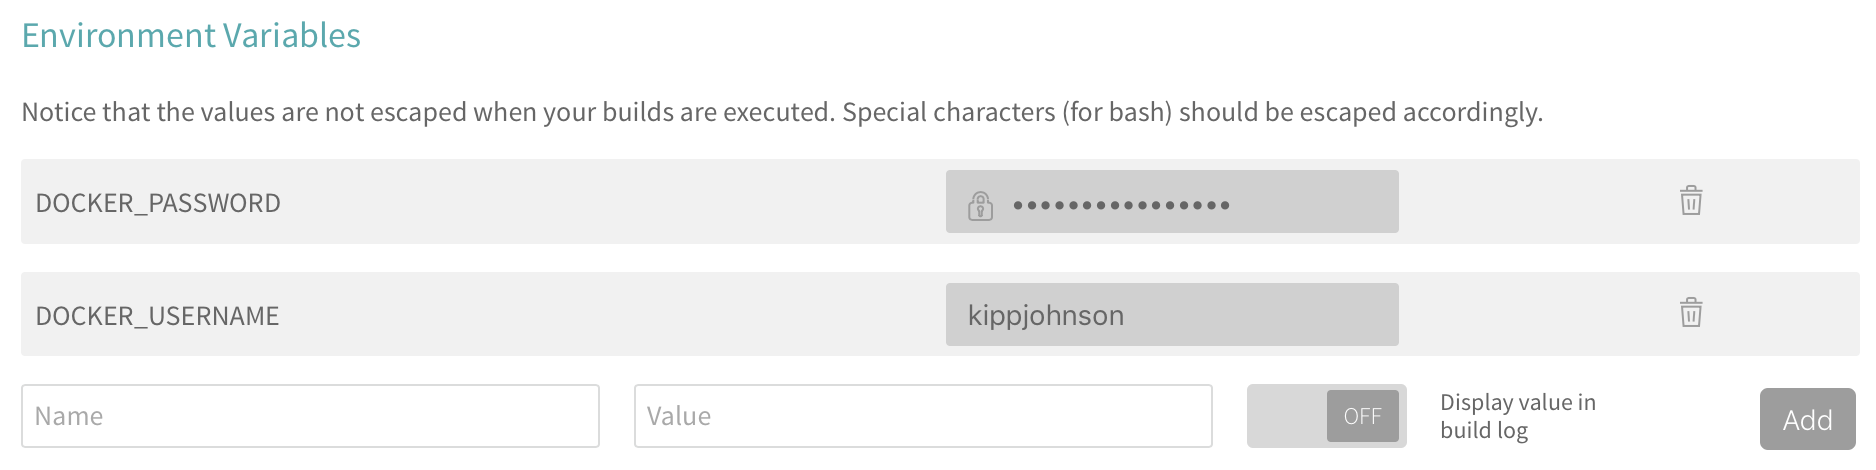 Environment Variables
Notice that the values are not escaped when your builds are executed. Special characters (for bash) should be escaped accordingly.
DOCKER_PASSWORD ••••••••••••••••
DOCKER_USERNAME kippjohnson
Name Value OFF Display value in
build log
Add